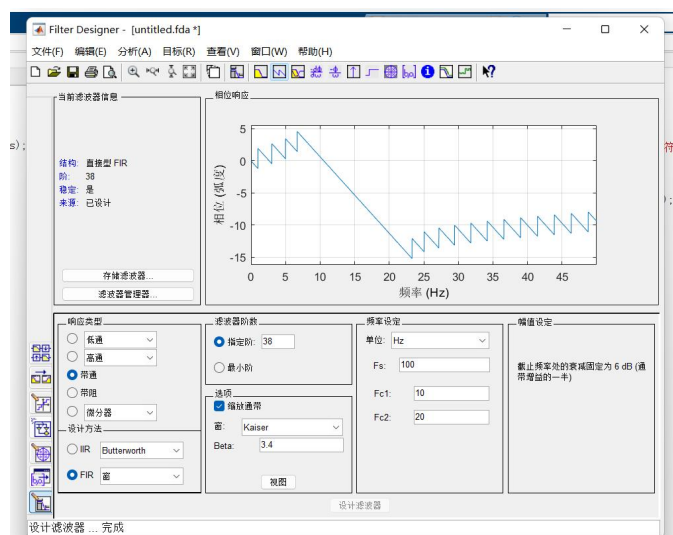 Filter Designer - [untitled.fda *]
文件(F) 编辑(E) 分析(A) 目标(R) 查看(V) 窗口(W) 帮助(H)
当前滤波器信息
结构: 直接型 FIR
阶: 38
稳定: 是
来源: 已设计
存储滤波器...
滤波器管理器...
相位响应
相位 (弧度)
5
0
-5
-10
-15
0 5 10 15 20 25 30 35 40 45
频率 (Hz)
s);
符
);
响应类型
低通
高通
带通
带阻
微分器
设计方法
IIR Butterworth
FIR 窗
滤波器阶数
指定阶: 38
最小阶
选项
缩放通带
窗: Kaiser
Beta: 3.4
视图
频率设定
单位: Hz
Fs: 100
Fc1: 10
Fc2: 20
幅值设定
截止频率处的衰减固定为 6 dB (通
带增益的一半)
设计滤波器
设计滤波器 ... 完成